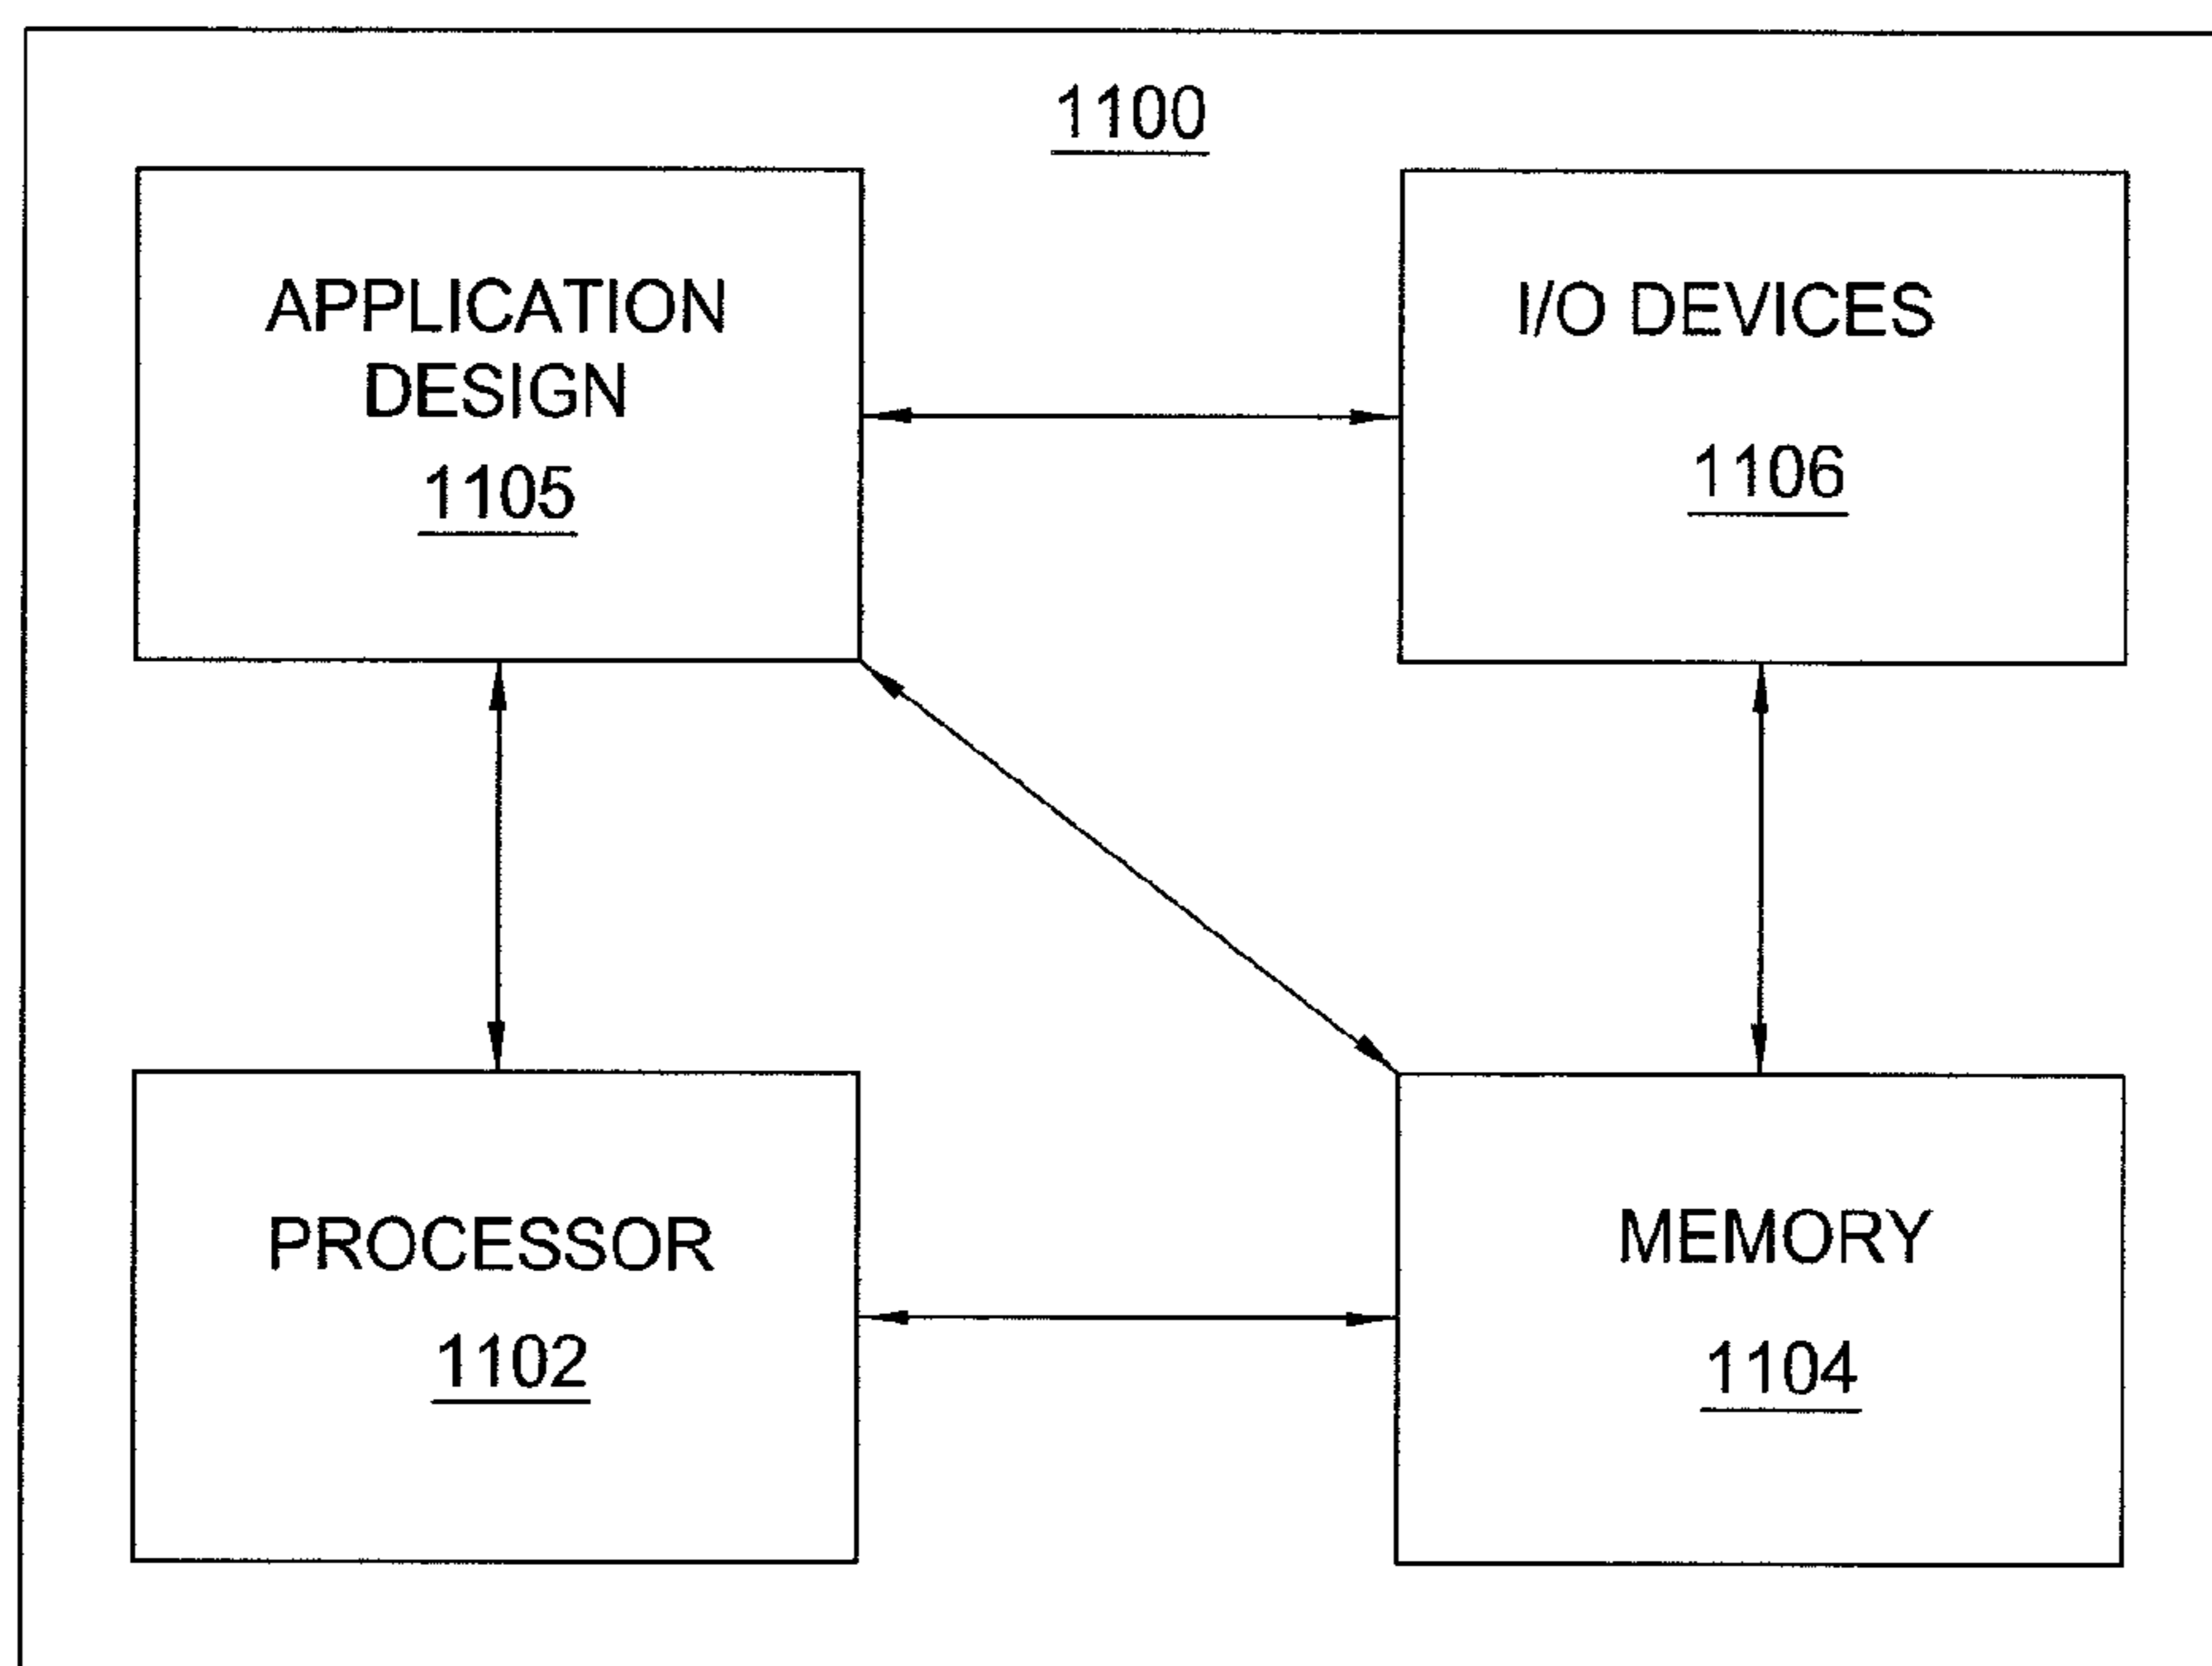 1100
APPLICATION
DESIGN
1105
I/O DEVICES
1106
PROCESSOR
1102
MEMORY
1104